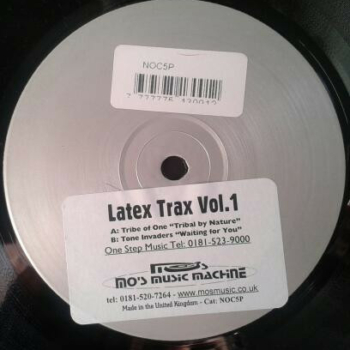 NOC5P
Latex Trax Vol.1
A: Tribe of One "Tribal by Nature"
B: Tone Invaders "Waiting for You"
One Step Music Tel: 0181-523-9000
MO'S MUSIC MACHINE
tel: 0181-520-7264 - www.mosmusic.co.uk
Made in the United Kingdom - Cat: NOC5P